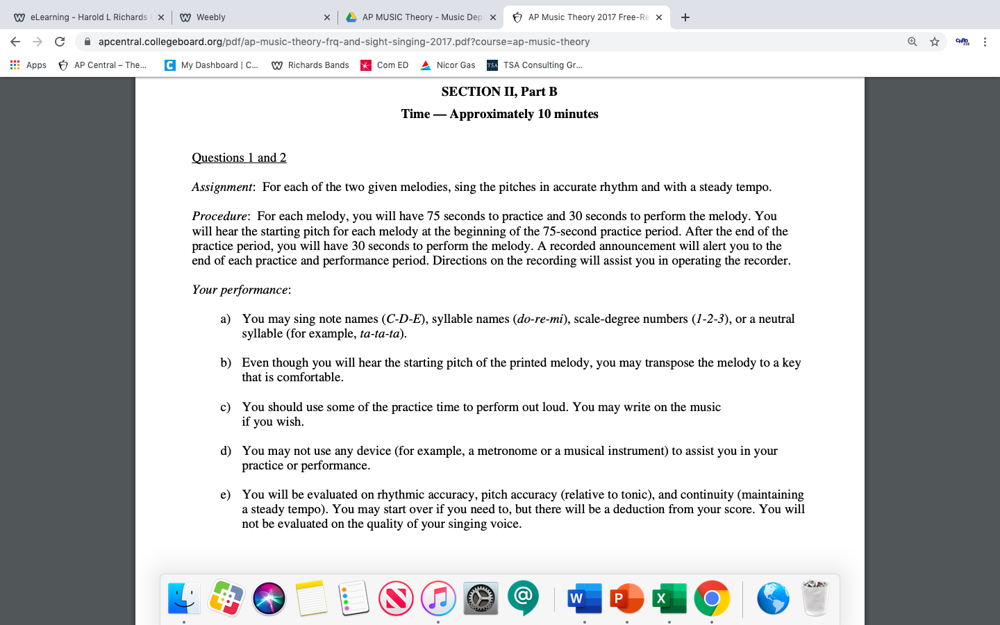 eLearning - Harold L Richards
Weebly
AP MUSIC Theory - Music Dep
AP Music Theory 2017 Free-Re
apcentral.collegeboard.org/pdf/ap-music-theory-frq-and-sight-singing-2017.pdf?course=ap-music-theory
Apps
AP Central – The...
C
My Dashboard | C...
Richards Bands
Com ED
Nicor Gas
TSA
TSA Consulting Gr...
SECTION II, Part B
Time — Approximately 10 minutes
Questions 1 and 2
Assignment: For each of the two given melodies, sing the pitches in accurate rhythm and with a steady tempo.
Procedure: For each melody, you will have 75 seconds to practice and 30 seconds to perform the melody. You
will hear the starting pitch for each melody at the beginning of the 75-second practice period. After the end of the
practice period, you will have 30 seconds to perform the melody. A recorded announcement will alert you to the
end of each practice and performance period. Directions on the recording will assist you in operating the recorder.
Your performance:
a) You may sing note names (C-D-E), syllable names (do-re-mi), scale-degree numbers (1-2-3), or a neutral
syllable (for example, ta-ta-ta).
b) Even though you will hear the starting pitch of the printed melody, you may transpose the melody to a key
that is comfortable.
c) You should use some of the practice time to perform out loud. You may write on the music
if you wish.
d) You may not use any device (for example, a metronome or a musical instrument) to assist you in your
practice or performance.
e) You will be evaluated on rhythmic accuracy, pitch accuracy (relative to tonic), and continuity (maintaining
a steady tempo). You may start over if you need to, but there will be a deduction from your score. You will
not be evaluated on the quality of your singing voice.
N
@
W
P
X